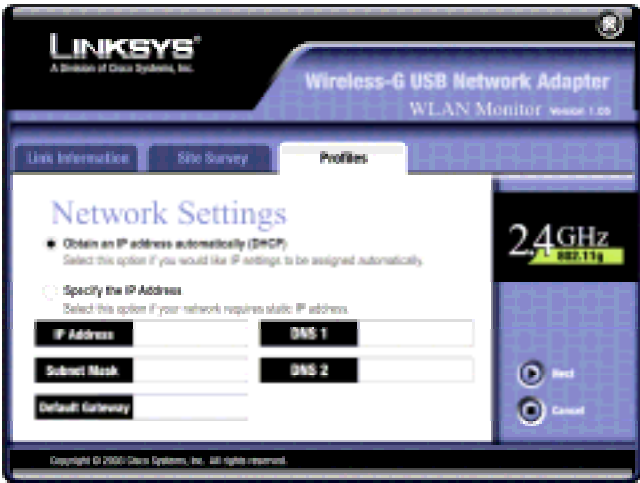 LINKSYS®
A Division of Cisco Systems, Inc.
Wireless-G USB Network Adapter
WLAN Monitor Version 1.05
Link Information
Site Survey
Profiles
Network Settings
Obtain an IP address automatically (DHCP)
Select this option if you would like IP settings to be assigned automatically.
Specify the IP Address
Select this option if your network requires static IP address.
IP Address
DNS 1
Subnet Mask
DNS 2
Default Gateway
2.4GHz
802.11g
Next
Cancel
Copyright © Cisco Systems, Inc. All rights reserved.